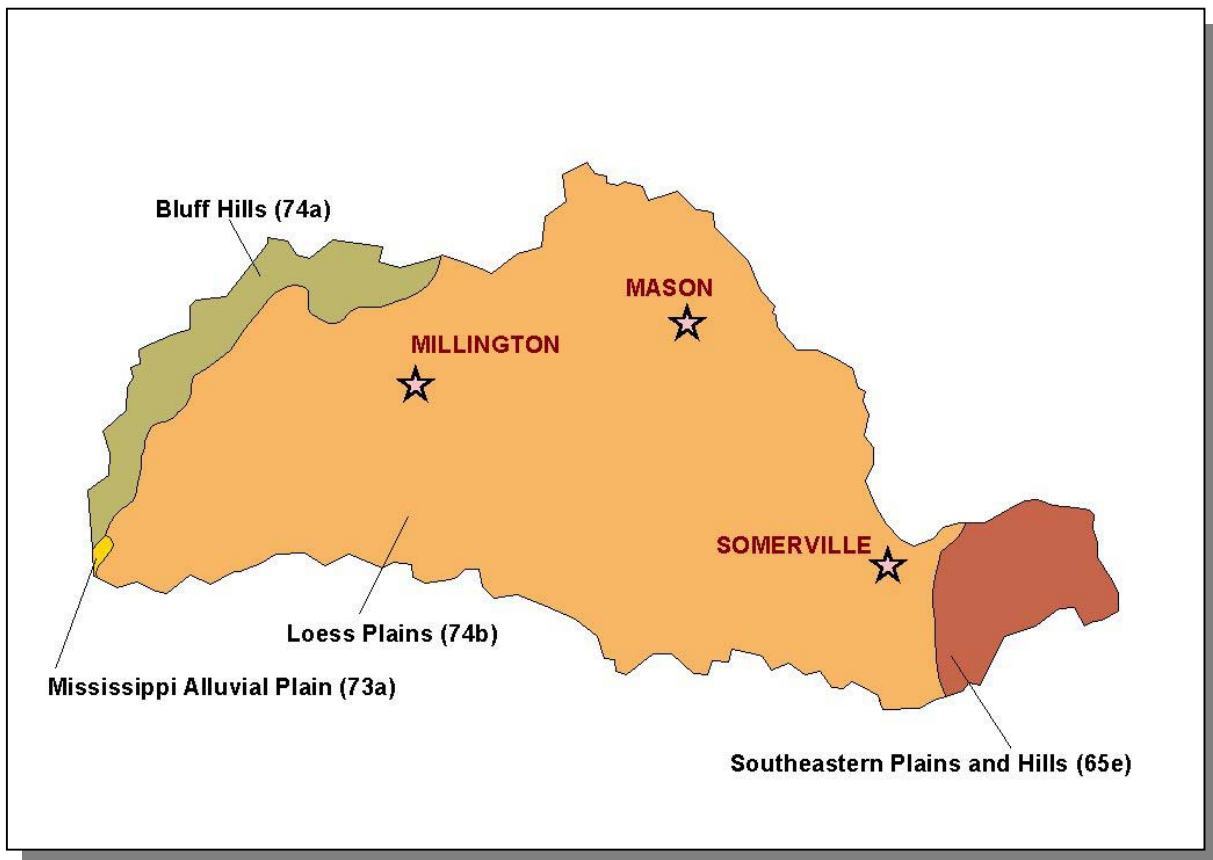 Bluff Hills (74a)
MASON
MILLINGTON
SOMERVILLE
Loess Plains (74b)
Mississippi Alluvial Plain (73a)
Southeastern Plains and Hills (65e)